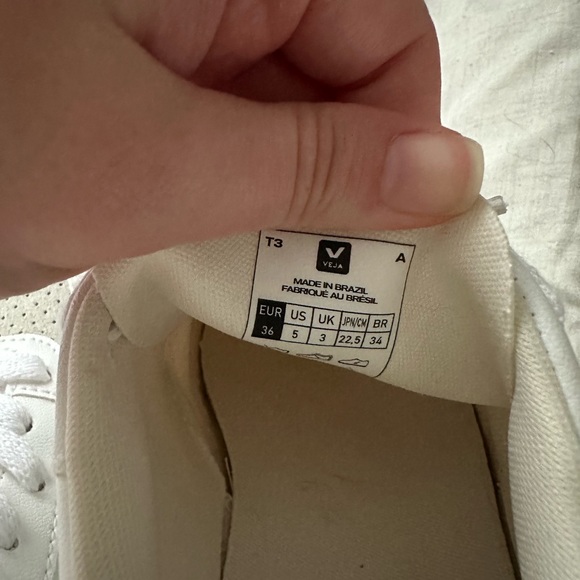 T3
A
VEJA
MADE IN BRAZIL
FABRIQUÉ AU BRÉSIL
EUR US UK JPN/CM BR
36 5 3 22,5 34